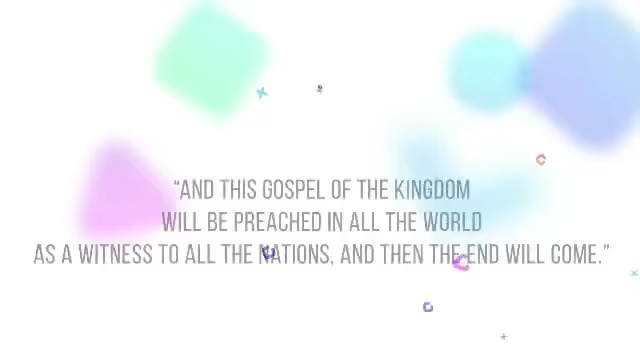 “AND THIS GOSPEL OF THE KINGDOM
WILL BE PREACHED IN ALL THE WORLD
AS A WITNESS TO ALL THE NATIONS, AND THEN THE END WILL COME.”